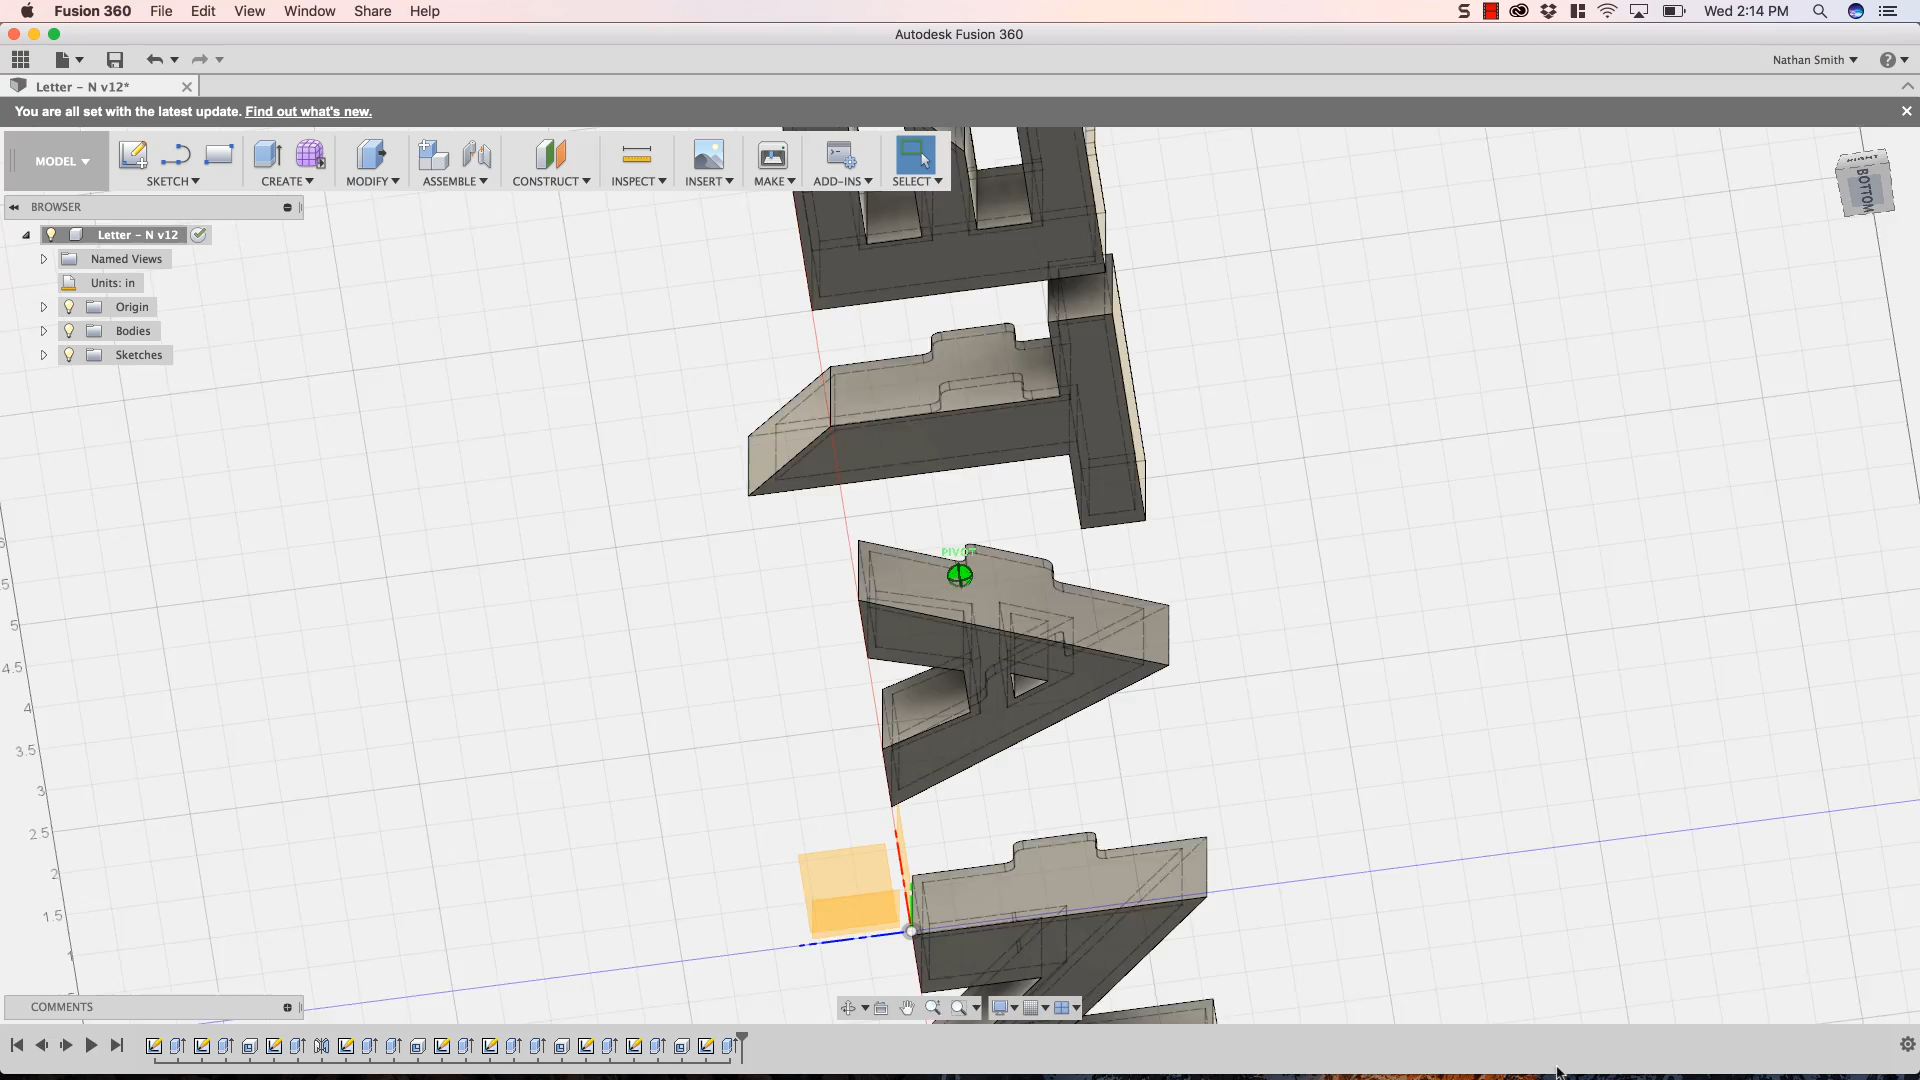 Fusion 360 File Edit View Window Share Help
Wed 2:14 PM
Autodesk Fusion 360
Nathan Smith
Letter - N v12*
You are all set with the latest update. Find out what's new.
MODEL
SKETCH
CREATE
MODIFY
ASSEMBLE
CONSTRUCT
INSPECT
INSERT
MAKE
ADD-INS
SELECT
RIGHT
BOTTOM
BROWSER
Letter - N v12
Named Views
Units: in
Origin
Bodies
Sketches
PIVOT
5
4.5
4
3.5
3
2.5
2
1.5
1
COMMENTS